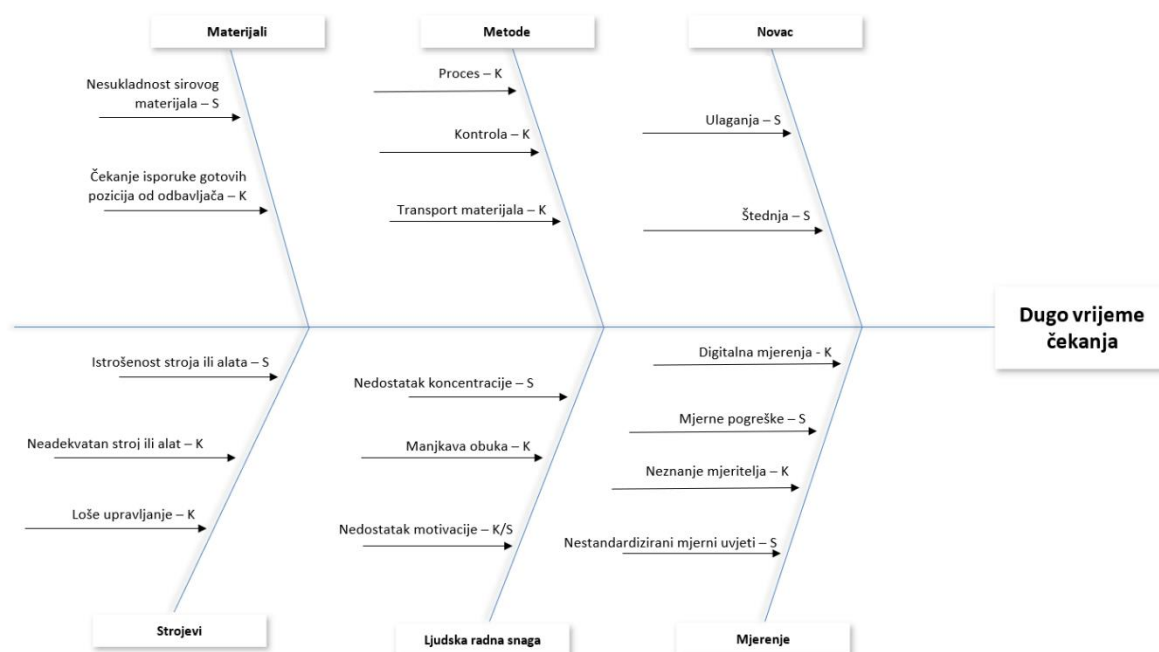 Materijali
Metode
Novac
Nesukladnost sirovog
materijala – S
Čekanje isporuke gotovih
pozicija od odbavljača – K
Proces – K
Kontrola – K
Transport materijala – K
Ulaganja – S
Štednja – S
Dugo vrijeme
čekanja
Istrošenost stroja ili alata – S
Neadekvatan stroj ili alat – K
Loše upravljanje – K
Nedostatak koncentracije – S
Manjkava obuka – K
Nedostatak motivacije – K/S
Digitalna mjerenja - K
Mjerne pogreške – S
Neznanje mjeritelja – K
Nestandardizirani mjerni uvjeti – S
Strojevi
Ljudska radna snaga
Mjerenje